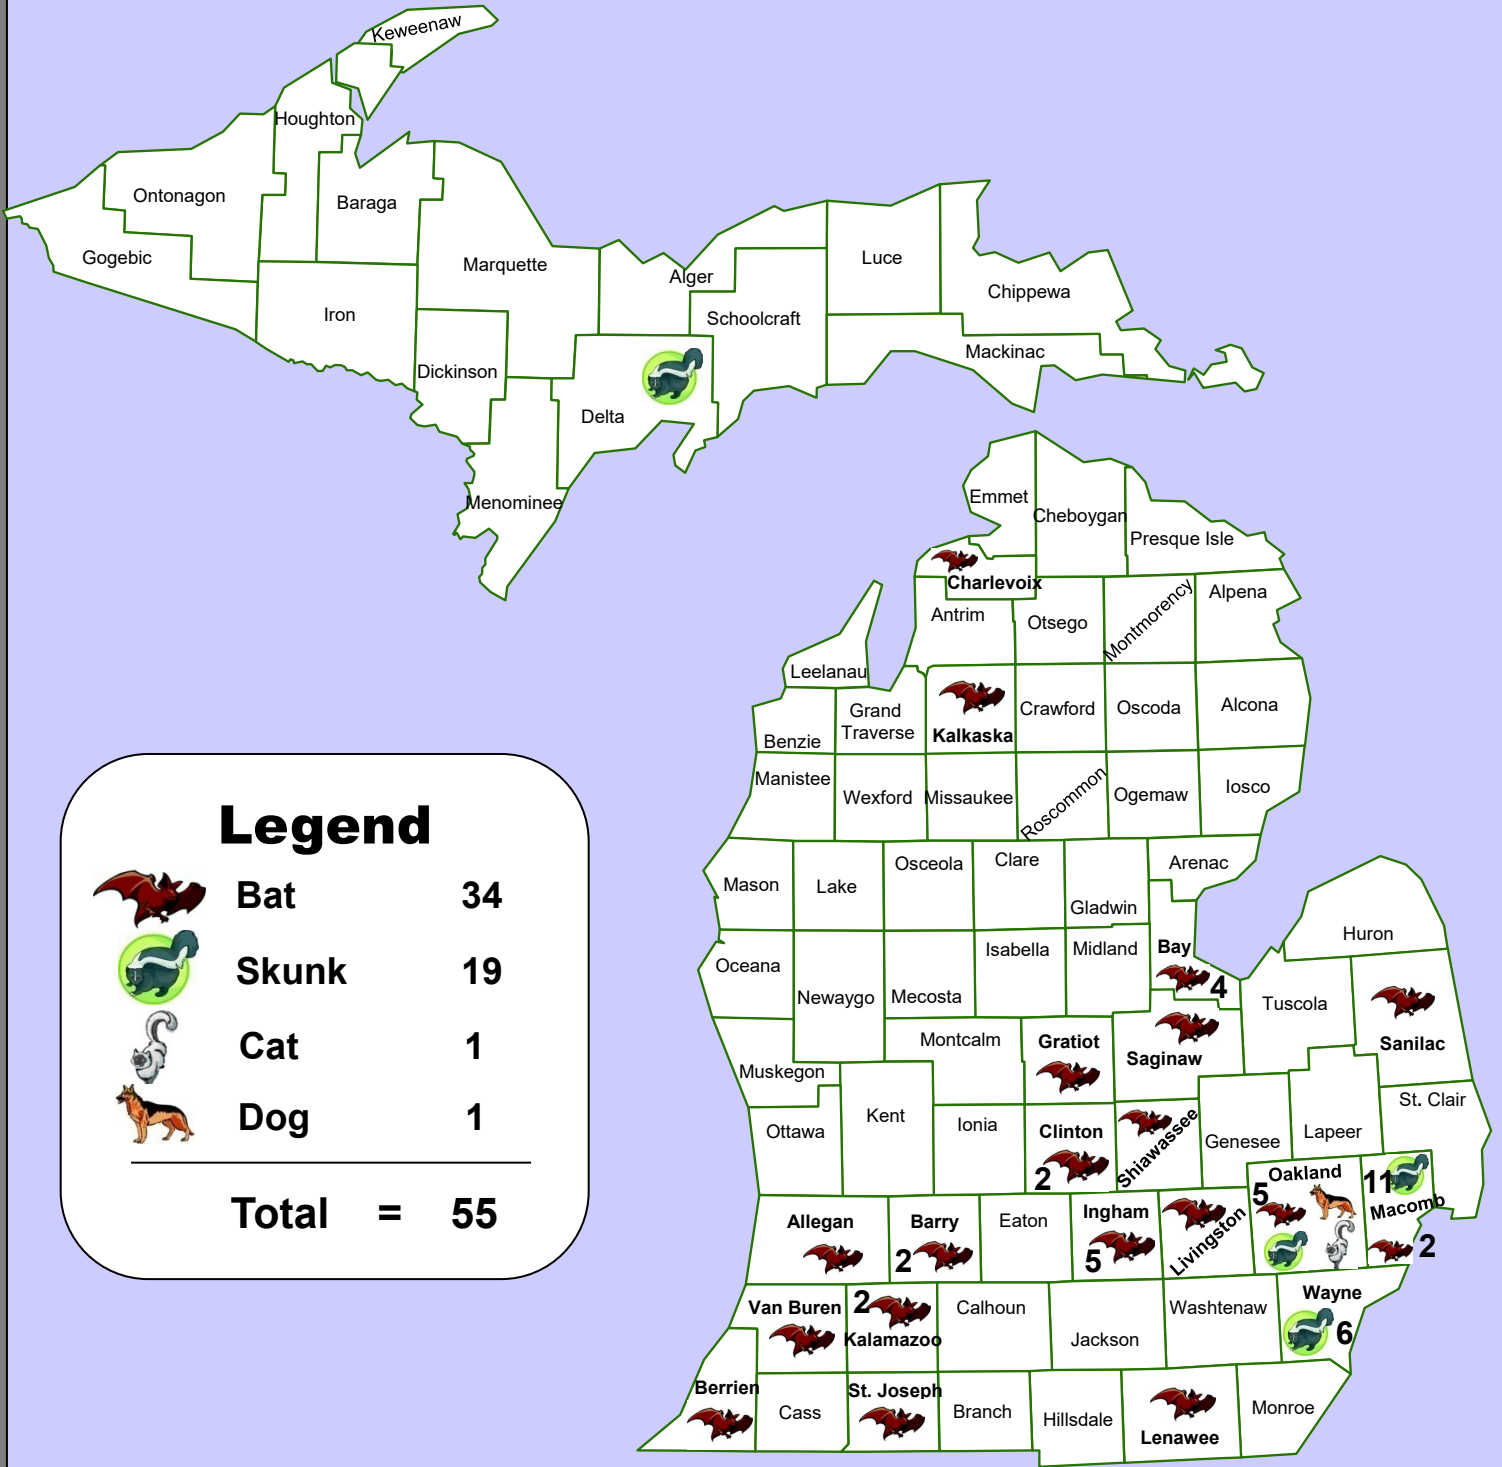 Keweenaw
Houghton
Ontonagon
Baraga
Gogebic
Marquette
Alger
Luce
Chippewa
Iron
Schoolcraft
Mackinac
Dickinson
Delta
Menominee
Emmet
Cheboygan
Presque Isle
Charlevoix
Antrim
Otsego
Montmorency
Alpena
Leelanau
Benzie
Grand
Traverse
Kalkaska
Crawford
Oscoda
Alcona
Manistee
Wexford
Missaukee
Roscommon
Ogemaw
Iosco
Mason
Lake
Osceola
Clare
Gladwin
Arenac
Oceana
Newaygo
Mecosta
Isabella
Midland
Bay
4
Huron
Tuscola
Sanilac
Muskegon
Montcalm
Gratiot
Saginaw
Ottawa
Kent
Ionia
Clinton
2
Shiawassee
Genesee
Lapeer
St. Clair
Allegan
Barry
2
Eaton
Ingham
5
Livingston
Oakland
5
11
Macomb
2
Van Buren
2
Kalamazoo
Calhoun
Jackson
Washtenaw
Wayne
6
Berrien
Cass
St. Joseph
Branch
Hillsdale
Lenawee
Monroe
Legend
Bat 34
Skunk 19
Cat 1
Dog 1
Total = 55